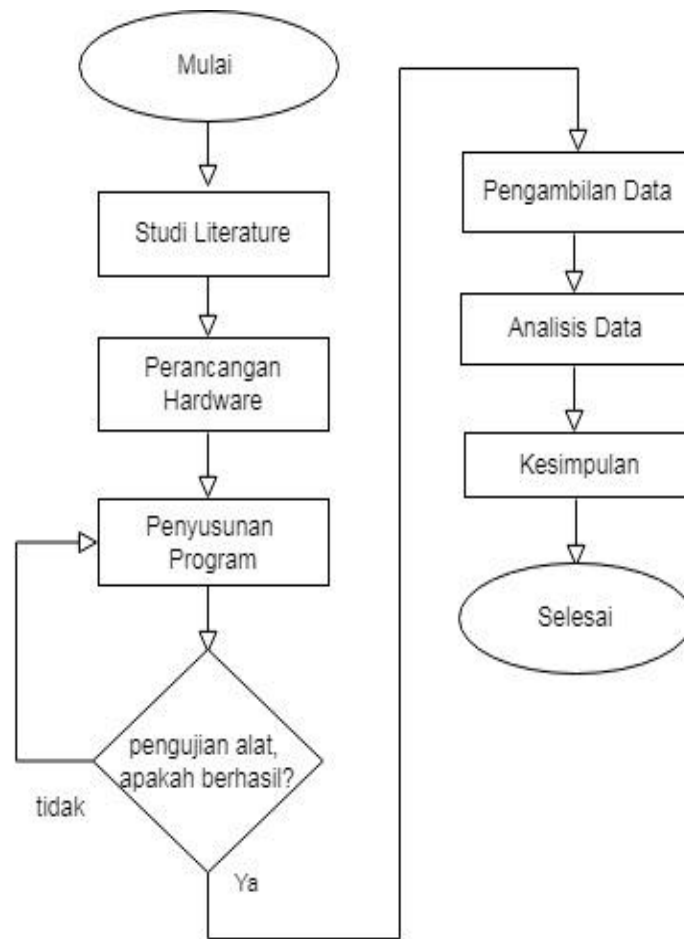 Mulai
Studi Literature
Perancangan
Hardware
Penyusunan
Program
pengujian alat,
apakah berhasil?
tidak
Ya
Pengambilan Data
Analisis Data
Kesimpulan
Selesai